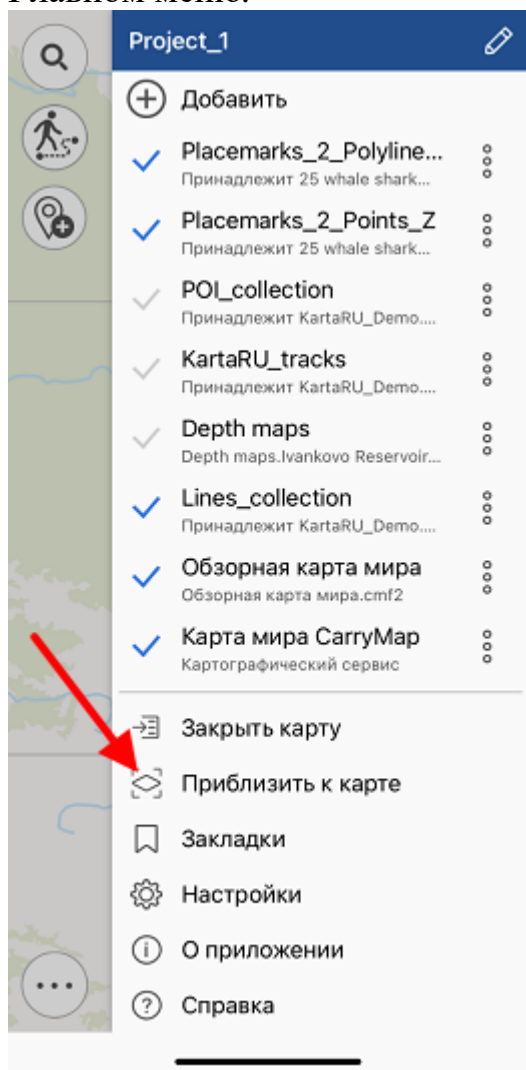 Главном меню.
Project_1
Добавить
Placemarks_2_Polyline...
Принадлежит 25 whale shark...
Placemarks_2_Points_Z
Принадлежит 25 whale shark...
POI_collection
Принадлежит KartaRU_Demo....
KartaRU_tracks
Принадлежит KartaRU_Demo....
Depth maps
Depth maps.Ivankovo Reservoir...
Lines_collection
Принадлежит KartaRU_Demo....
Обзорная карта мира
Обзорная карта мира.cmf2
Карта мира CarryMap
Картографический сервис
Закрыть карту
Приблизить к карте
Закладки
Настройки
О приложении
Справка